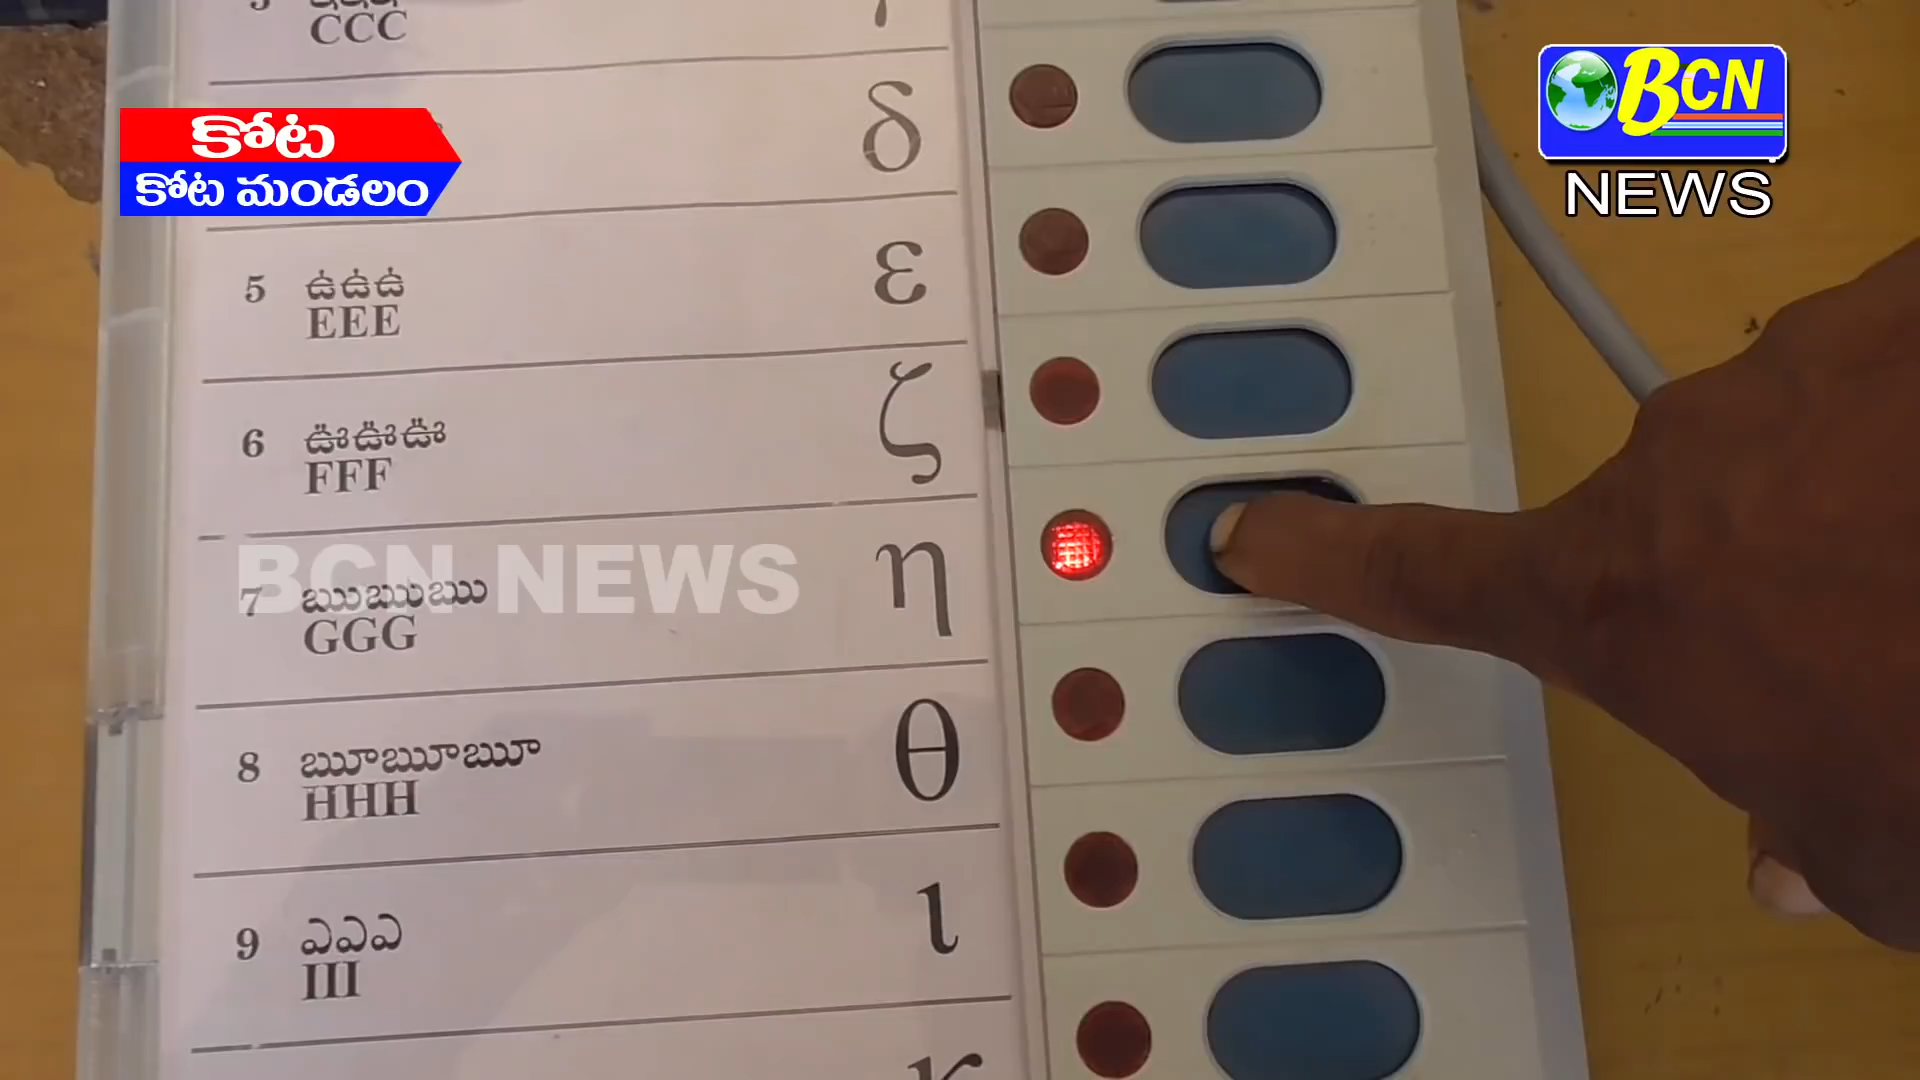 CCC
δ
కోట
కోట మండలం
BCN
NEWS
5 ఉఉఉ ε
EEE
6 ఊఊఊ ζ
FFF
BCN NEWS
7 ఋఋఋ η
GGG
8 ౠౠౠ θ
HHH
9 ఎఎఎ ι
III